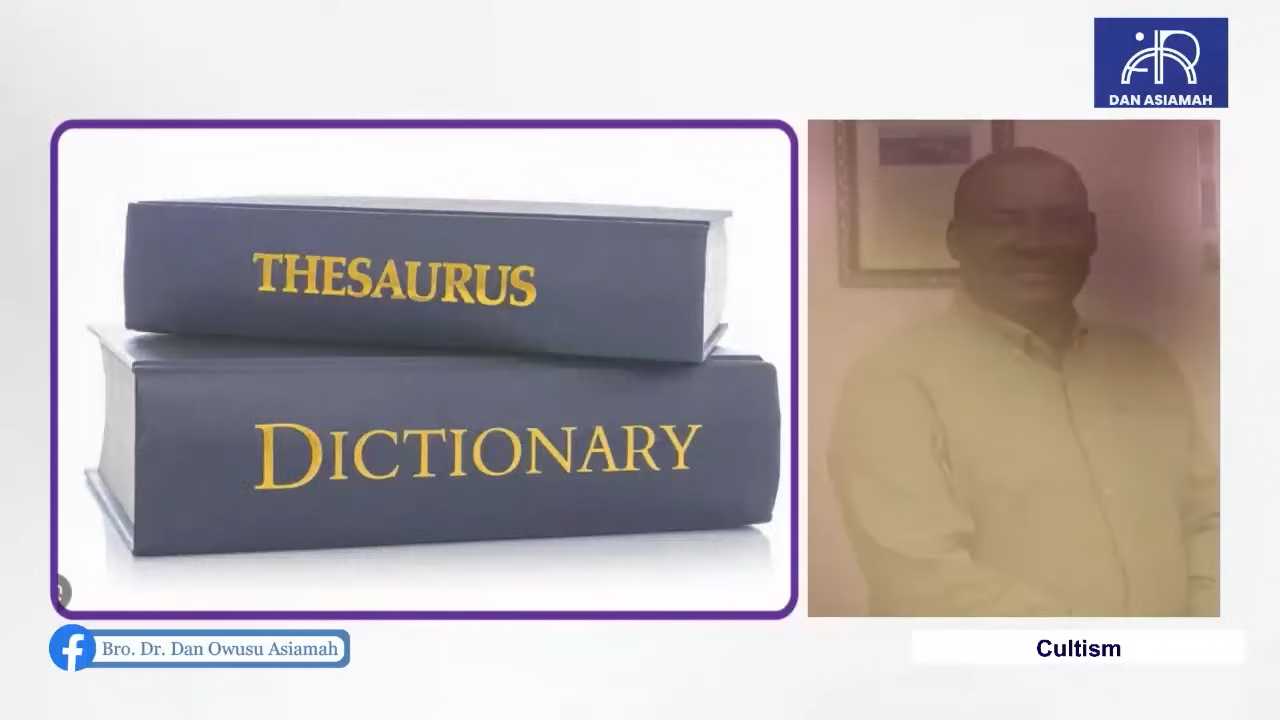 DAN ASIAMAH
THESAURUS
DICTIONARY
Bro. Dr. Dan Owusu Asiamah
Cultism